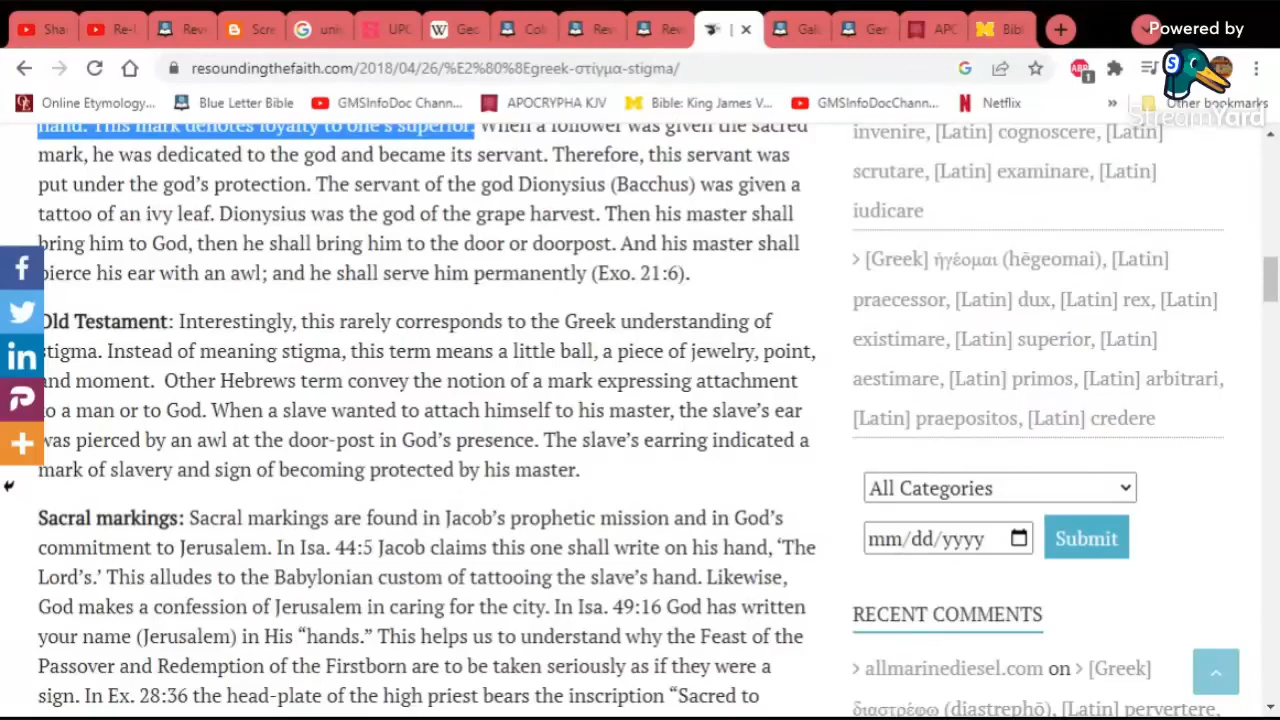 Sha
Re-l
Reve
Scre
unir
UPC
Geo
Col
Rev
Rev
Gal
Ger
APC
Bibl
Powered by
resoundingthefaith.com/2018/04/26/%E2%80%8Egreek-στίγμα-stigma/
StreamYard
Online Etymology...
Blue Letter Bible
GMSInfoDoc Chann...
APOCRYPHA KJV
Bible: King James V...
GMSInfoDoc Chann...
Netflix
»
Other bookmarks
hand. This mark denotes loyalty to one's superior. When a follower was given the sacred
mark, he was dedicated to the god and became its servant. Therefore, this servant was
put under the god's protection. The servant of the god Dionysius (Bacchus) was given a
tattoo of an ivy leaf. Dionysius was the god of the grape harvest. Then his master shall
bring him to God, then he shall bring him to the door or doorpost. And his master shall
pierce his ear with an awl; and he shall serve him permanently (Exo. 21:6).
Old Testament: Interestingly, this rarely corresponds to the Greek understanding of
stigma. Instead of meaning stigma, this term means a little ball, a piece of jewelry, point,
and moment. Other Hebrews term convey the notion of a mark expressing attachment
to a man or to God. When a slave wanted to attach himself to his master, the slave's ear
was pierced by an awl at the door-post in God's presence. The slave's earring indicated a
mark of slavery and sign of becoming protected by his master.
Sacral markings: Sacral markings are found in Jacob's prophetic mission and in God's
commitment to Jerusalem. In Isa. 44:5 Jacob claims this one shall write on his hand, 'The
Lord's.' This alludes to the Babylonian custom of tattooing the slave's hand. Likewise,
God makes a confession of Jerusalem in caring for the city. In Isa. 49:16 God has written
your name (Jerusalem) in His “hands.” This helps us to understand why the Feast of the
Passover and Redemption of the Firstborn are to be taken seriously as if they were a
sign. In Ex. 28:36 the head-plate of the high priest bears the inscription “Sacred to
invenire, [Latin] cognoscere, [Latin]
scrutare, [Latin] examinare, [Latin]
iudicare
> [Greek] ἡγέομαι (hēgeomai), [Latin]
praecessor, [Latin] dux, [Latin] rex, [Latin]
existimare, [Latin] superior, [Latin]
aestimare, [Latin] primos, [Latin] arbitrari,
[Latin] praepositos, [Latin] credere
All Categories
mm/dd/yyyy
Submit
RECENT COMMENTS
> allmarinediesel.com on > [Greek]
διαστρέφω (diastrephō), [Latin] pervertere,